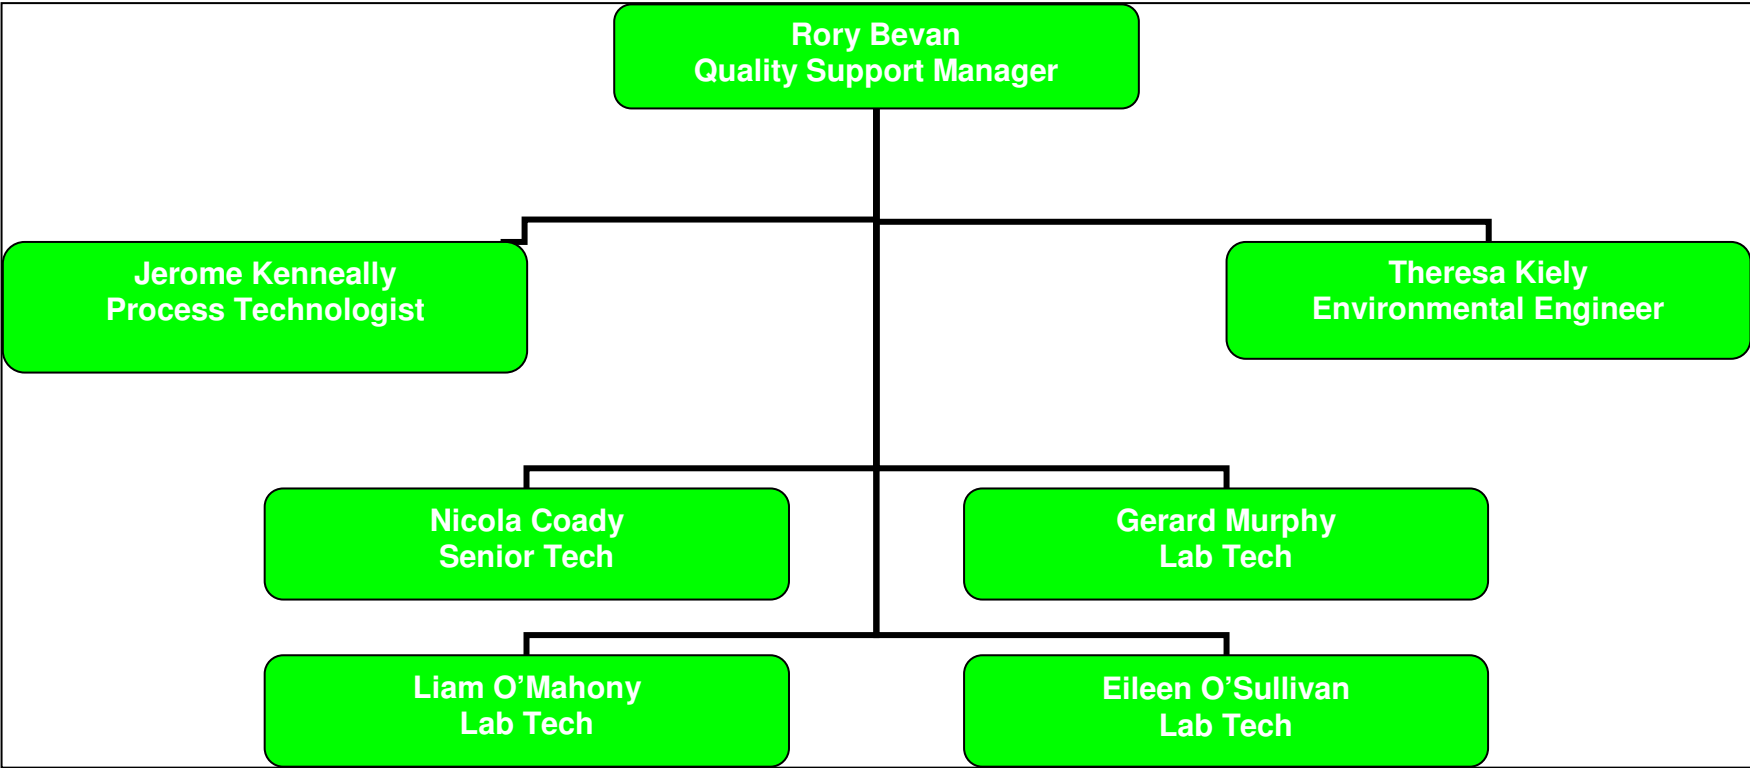 Rory Bevan
Quality Support Manager
Jerome Kenneally
Process Technologist
Theresa Kiely
Environmental Engineer
Nicola Coady
Senior Tech
Gerard Murphy
Lab Tech
Liam O’Mahony
Lab Tech
Eileen O’Sullivan
Lab Tech